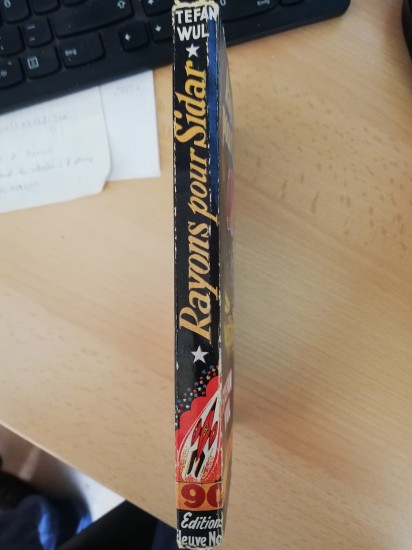 TEFAN
WUL
Rayons pour Sidar
90
Editions
leuve No